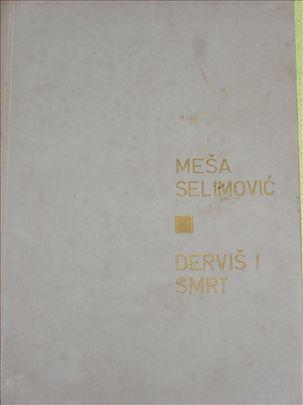 MEŠA
SELIMOVIĆ
DERVIŠ I
SMRT